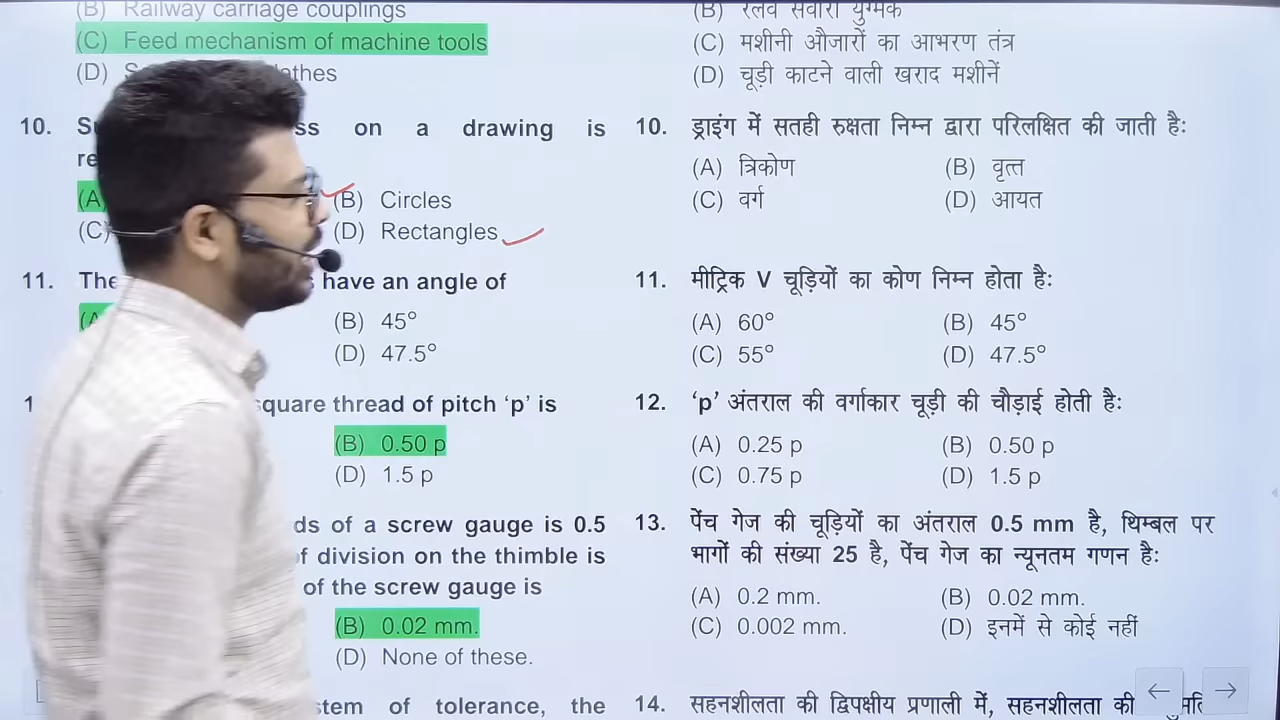 (B) Railway carriage couplings
(C) Feed mechanism of machine tools
(D) athes
10. ss on a drawing is
re
(A (B) Circles
(C) (D) Rectangles
11. The have an angle of
(A (B) 45°
(D) 47.5°
1 square thread of pitch ‘p’ is
(B) 0.50 p
(D) 1.5 p
ds of a screw gauge is 0.5
of division on the thimble is
of the screw gauge is
(B) 0.02 mm.
(D) None of these.
stem of tolerance, the
(B) रेलवे सवारी युग्मक
(C) मशीनी औजारों का आभरण तंत्र
(D) चूड़ी काटने वाली खराद मशीनें
10. ड्राइंग में सतही रुक्षता निम्न द्वारा परिलक्षित की जाती हैः
(A) त्रिकोण (B) वृत्त
(C) वर्ग (D) आयत
11. मीट्रिक V चूड़ियों का कोण निम्न होता हैः
(A) 60° (B) 45°
(C) 55° (D) 47.5°
12. ‘p’ अंतराल की वर्गाकार चूड़ी की चौड़ाई होती हैः
(A) 0.25 p (B) 0.50 p
(C) 0.75 p (D) 1.5 p
13. पेंच गेज की चूड़ियों का अंतराल 0.5 mm है, थिम्बल पर
भागों की संख्या 25 है, पेंच गेज का न्यूनतम गणन हैः
(A) 0.2 mm. (B) 0.02 mm.
(C) 0.002 mm. (D) इनमें से कोई नहीं
14. सहनशीलता की द्विपक्षीय प्रणाली में, सहनशीलता की